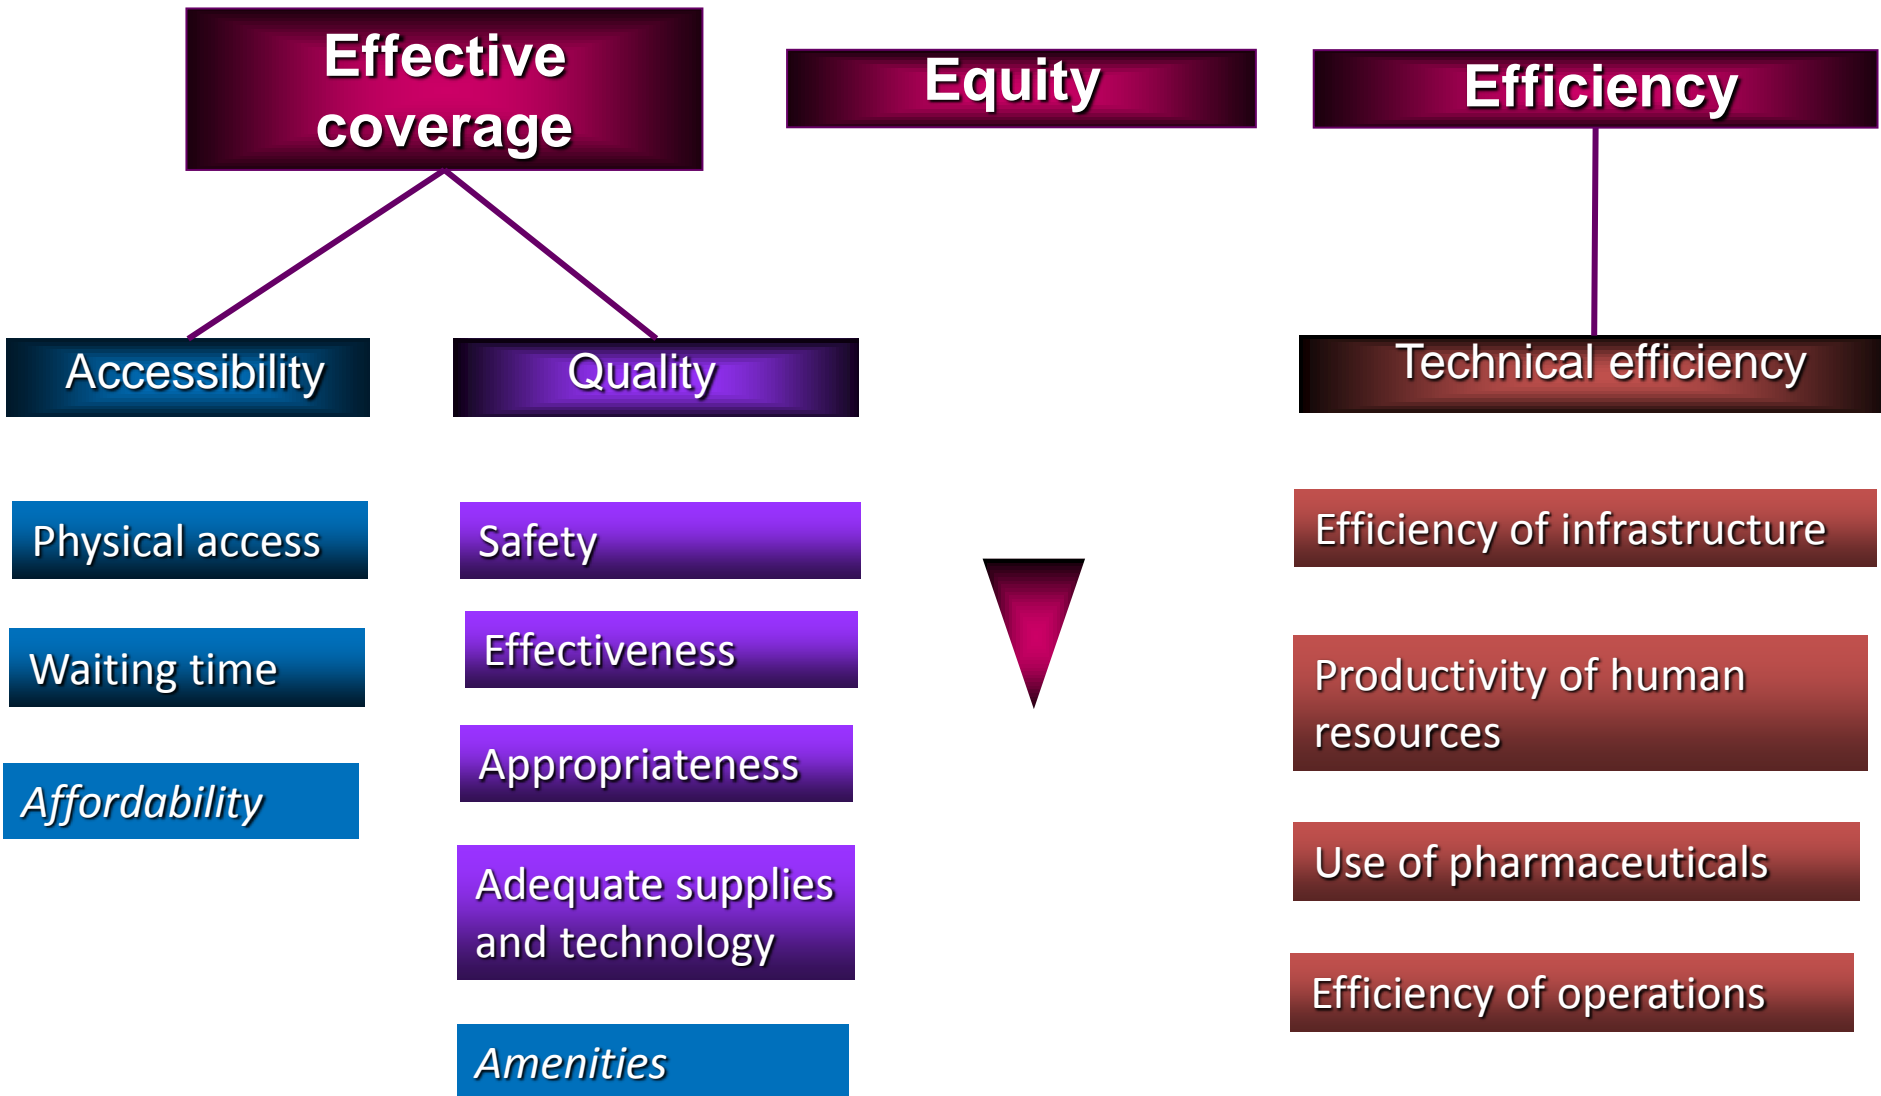 Effective
coverage
Equity
Efficiency
Accessibility
Quality
Technical efficiency
Physical access
Waiting time
Affordability
Safety
Effectiveness
Appropriateness
Adequate supplies
and technology
Amenities
Efficiency of infrastructure
Productivity of human
resources
Use of pharmaceuticals
Efficiency of operations